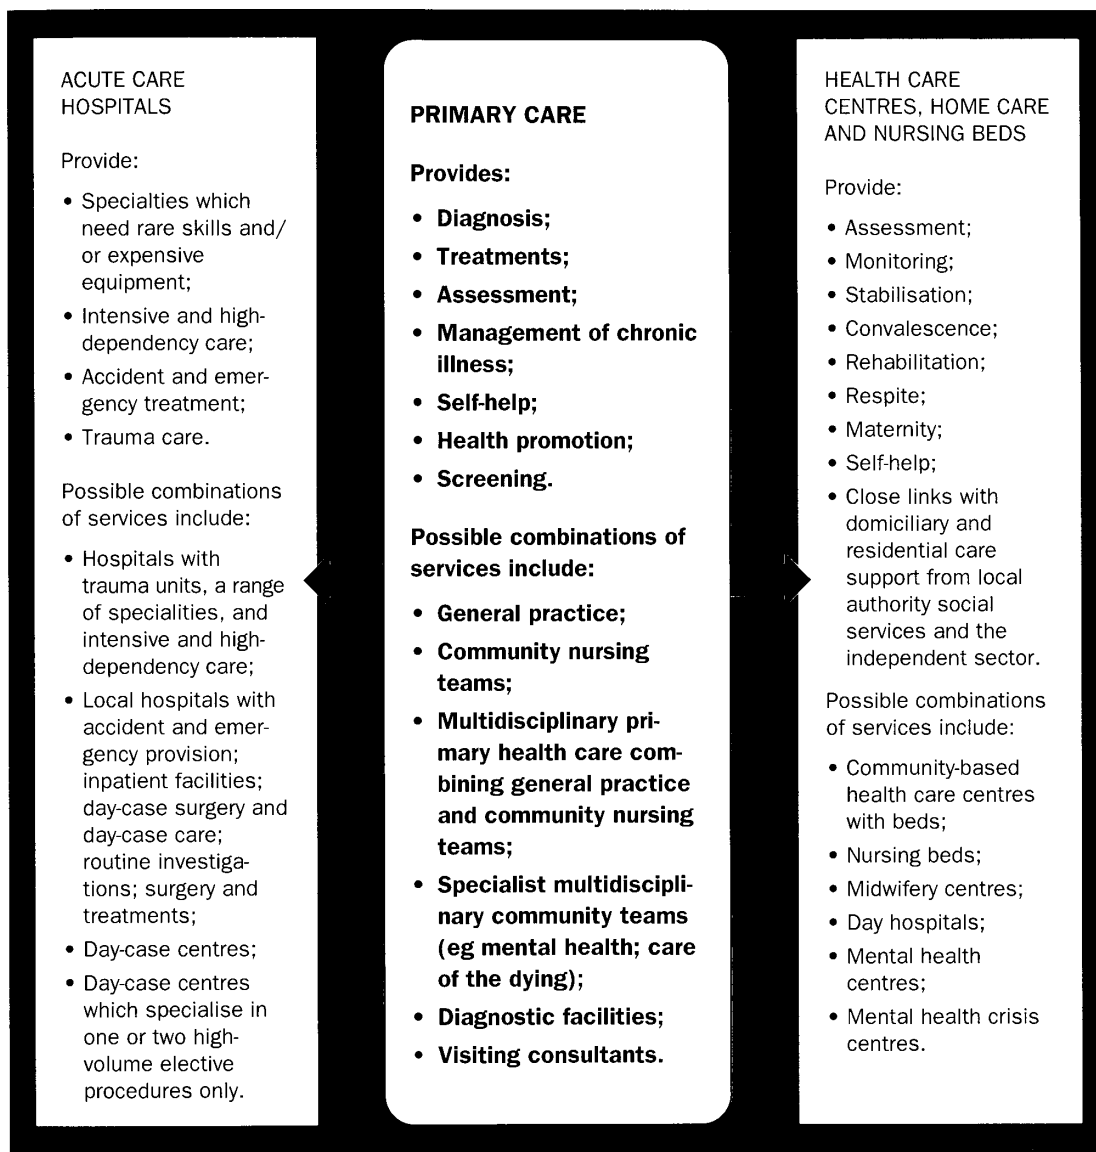 ACUTE CARE
HOSPITALS
Provide:
• Specialties which
need rare skills and/
or expensive
equipment;
• Intensive and high-
dependency care;
• Accident and emer-
gency treatment;
• Trauma care.
Possible combinations
of services include:
• Hospitals with
trauma units, a range
of specialities, and
intensive and high-
dependency care;
• Local hospitals with
accident and emer-
gency provision;
inpatient facilities;
day-case surgery and
day-case care;
routine investiga-
tions; surgery and
treatments;
• Day-case centres;
• Day-case centres
which specialise in
one or two high-
volume elective
procedures only.
PRIMARY CARE
Provides:
• Diagnosis;
• Treatments;
• Assessment;
• Management of chronic
illness;
• Self-help;
• Health promotion;
• Screening.
Possible combinations of
services include:
• General practice;
• Community nursing
teams;
• Multidisciplinary pri-
mary health care com-
bining general practice
and community nursing
teams;
• Specialist multidiscipli-
nary community teams
(eg mental health; care
of the dying);
• Diagnostic facilities;
• Visiting consultants.
HEALTH CARE
CENTRES, HOME CARE
AND NURSING BEDS
Provide:
• Assessment;
• Monitoring;
• Stabilisation;
• Convalescence;
• Rehabilitation;
• Respite;
• Maternity;
• Self-help;
• Close links with
domiciliary and
residential care
support from local
authority social
services and the
independent sector.
Possible combinations
of services include:
• Community-based
health care centres
with beds;
• Nursing beds;
• Midwifery centres;
• Day hospitals;
• Mental health
centres;
• Mental health crisis
centres.